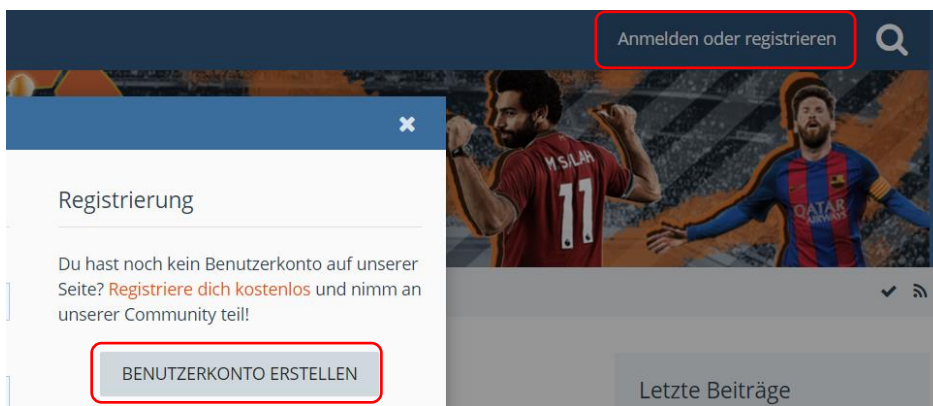 Anmelden oder registrieren
M SALAH
11
QATAR
AIRWAYS
Registrierung
Du hast noch kein Benutzerkonto auf unserer
Seite? Registriere dich kostenlos und nimm an
unserer Community teil!
BENUTZERKONTO ERSTELLEN
Letzte Beiträge